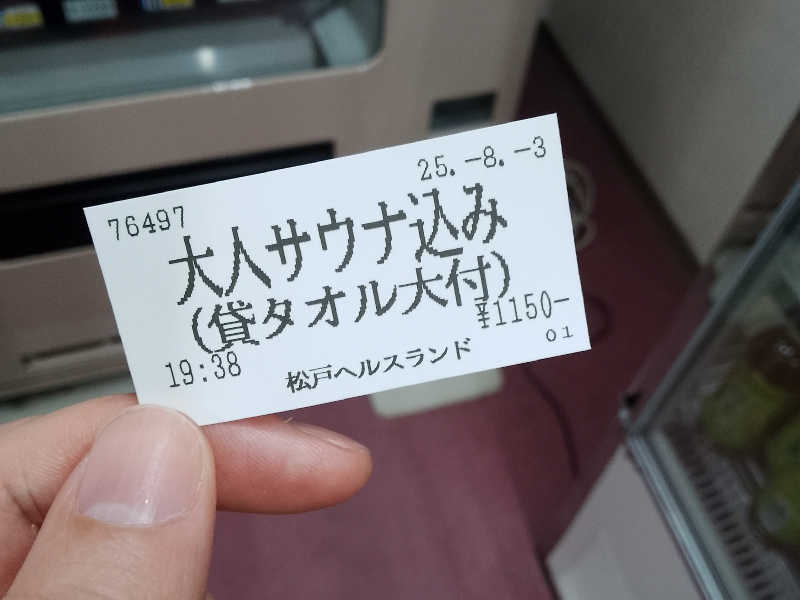 25.-8.-3
76497
大人サウナ込み
(貸タオル大付)
¥1150-
19:38
松戸ヘルスランド
01